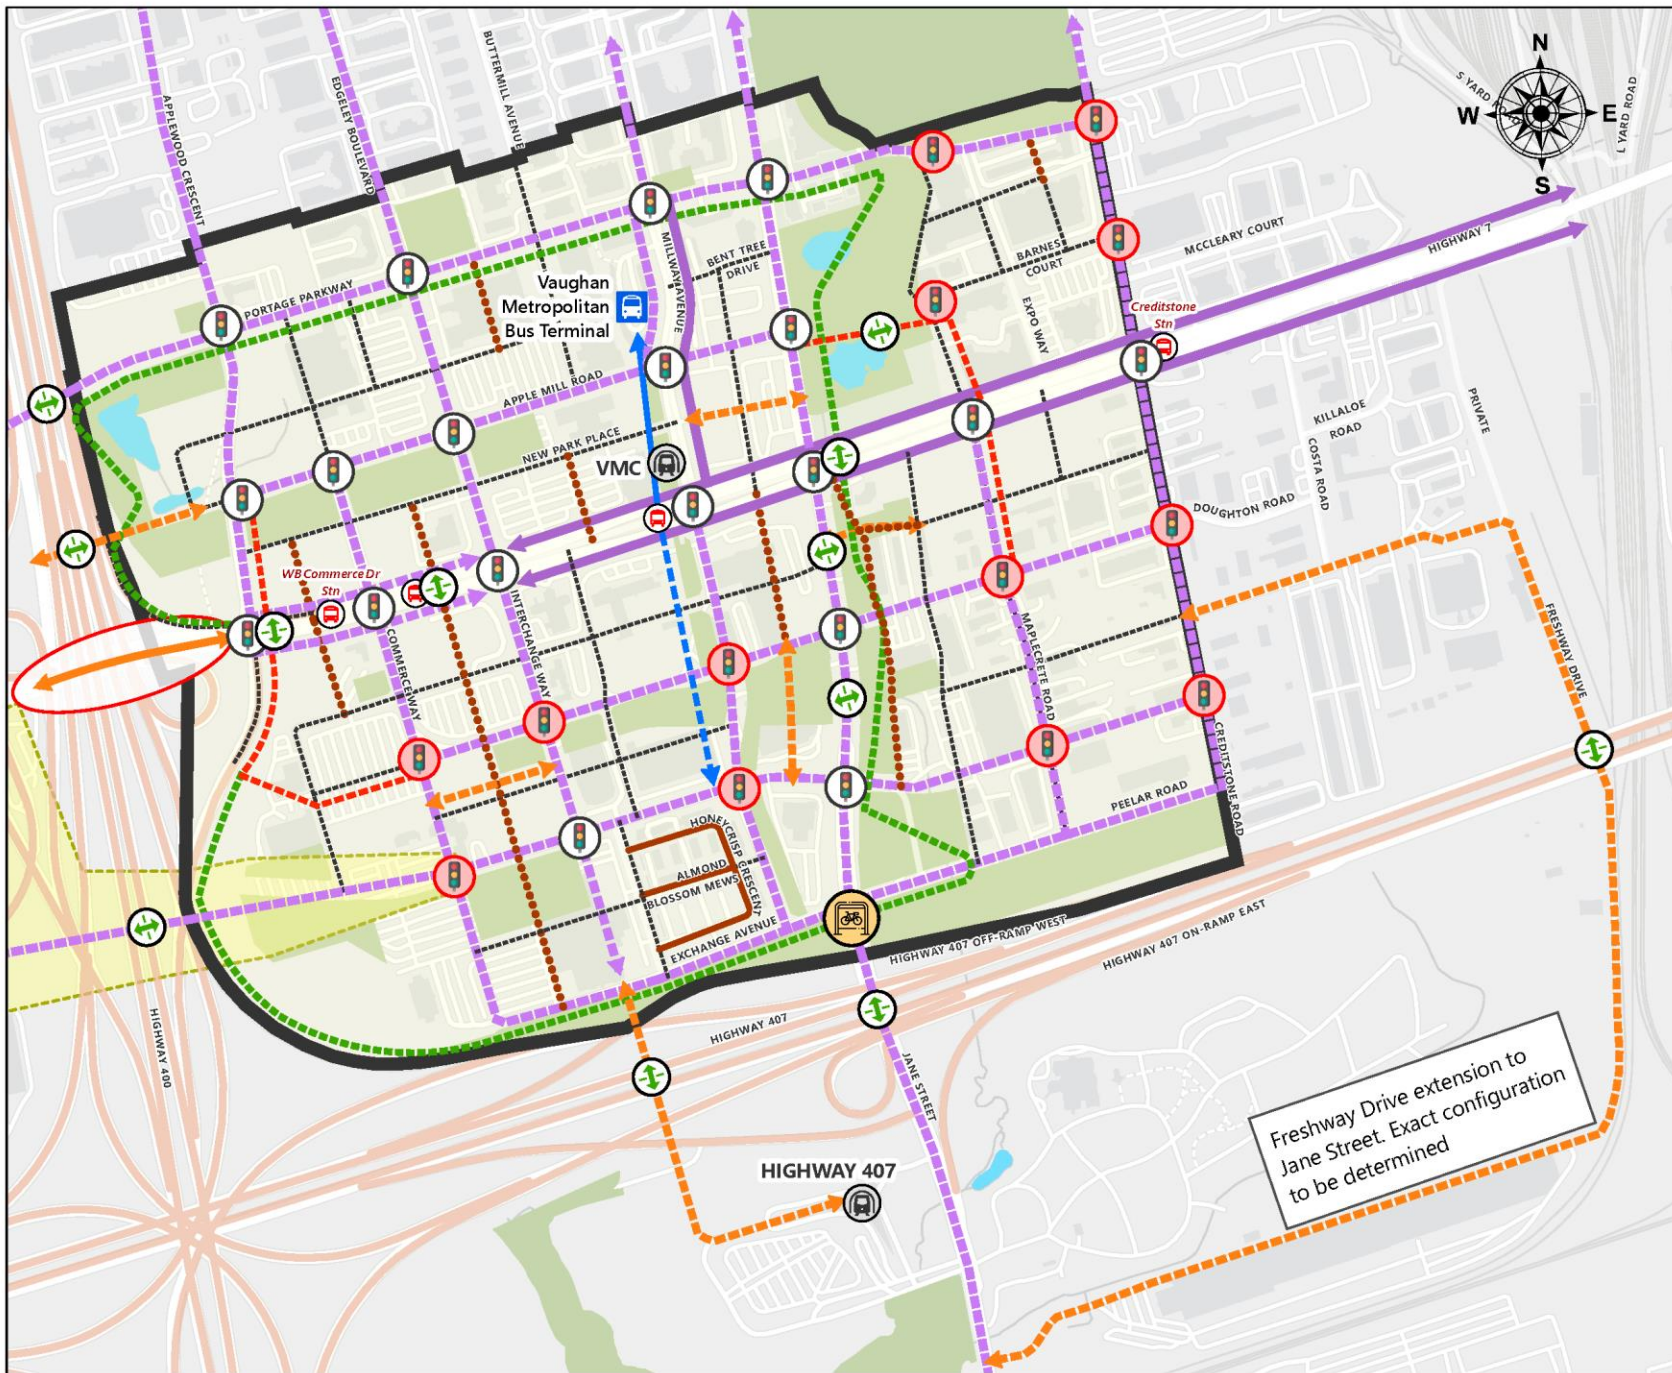 N
W
E
S
S YARD ROAD
L YARD ROAD
APPLEWOOD CRESCENT
EDGELEY BOULEVARD
BUTTERMILL AVENUE
PORTAGE PARKWAY
Vaughan
Metropolitan
Bus Terminal
MILLWAY AVENUE
BENT TREE
DRIVE
BARNES
COURT
EXPO WAY
MCCLEARY COURT
HIGHWAY 7
Creditstone
Stn
APPLE MILL ROAD
NEW PARK PLACE
VMC
KILLALOE
ROAD
COSTA ROAD
PRIVATE
DOUGHTON ROAD
WB Commerce Dr
Stn
COMMERCE WAY
INTERCHANGE WAY
MAPLECRETE ROAD
FRESHWAY DRIVE
CREDITSTONE ROAD
PEELAR ROAD
HONEYCRISP CRESCENT
ALMOND
BLOSSOM MEWS
EXCHANGE AVENUE
HIGHWAY 407 OFF-RAMP WEST
HIGHWAY 407 ON-RAMP EAST
HIGHWAY 400
HIGHWAY 407
JANE STREET
HIGHWAY 407
Freshway Drive extension to
Jane Street. Exact configuration
to be determined